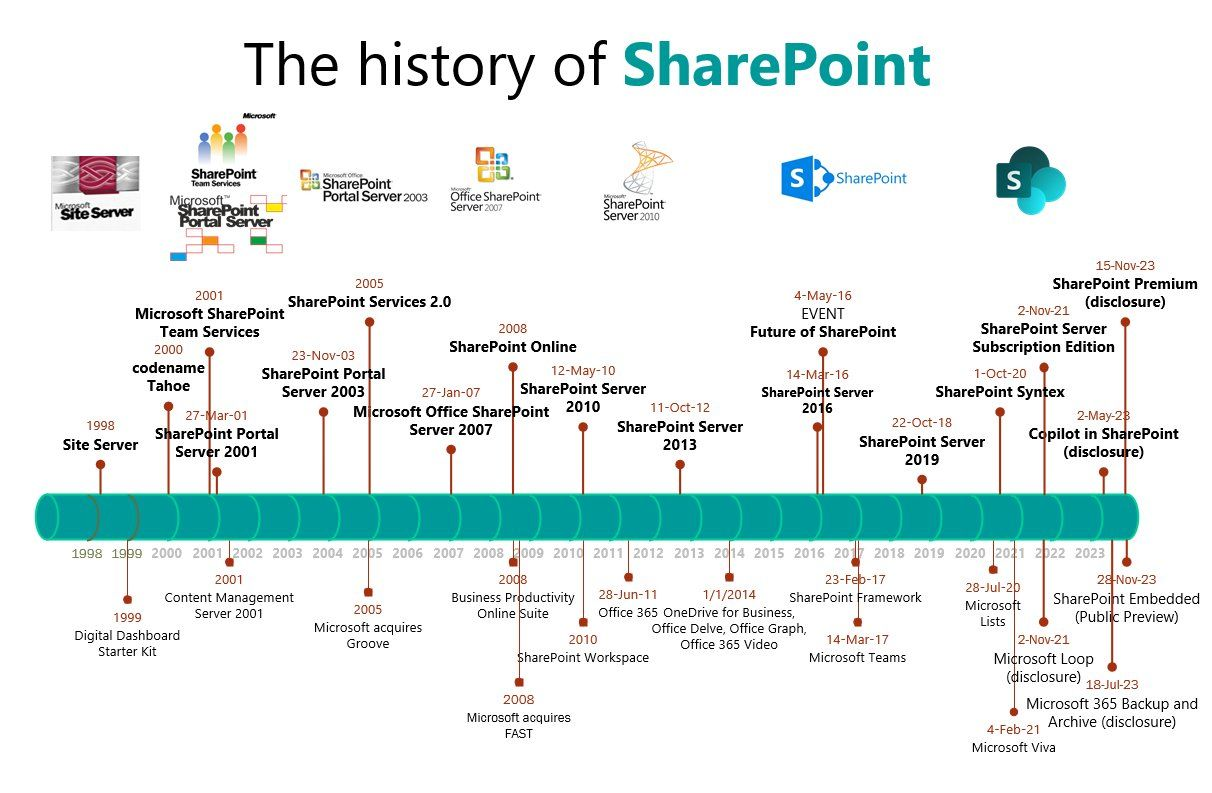 The history of SharePoint
Microsoft
Site Server
Microsoft
SharePoint
Team Services
Microsoft™
SharePoint
Portal Server
Microsoft Office
SharePoint
Portal Server 2003
Microsoft
Office SharePoint
Server 2007
Microsoft
SharePoint
Server 2010
S
SharePoint
S
1998
Site Server
2000
codename
Tahoe
2001
Microsoft SharePoint
Team Services
27-Mar-01
SharePoint Portal
Server 2001
23-Nov-03
SharePoint Portal
Server 2003
2005
SharePoint Services 2.0
27-Jan-07
Microsoft Office SharePoint
Server 2007
2008
SharePoint Online
12-May-10
SharePoint Server
2010
11-Oct-12
SharePoint Server
2013
4-May-16
EVENT
Future of SharePoint
14-Mar-16
SharePoint Server
2016
22-Oct-18
SharePoint Server
2019
1-Oct-20
SharePoint Syntex
2-Nov-21
SharePoint Server
Subscription Edition
2-May-23
Copilot in SharePoint
(disclosure)
15-Nov-23
SharePoint Premium
(disclosure)
1998 1999 2000 2001 2002 2003 2004 2005 2006 2007 2008 2009 2010 2011 2012 2013 2014 2015 2016 2017 2018 2019 2020 2021 2022 2023
1999
Digital Dashboard
Starter Kit
2001
Content Management
Server 2001
2005
Microsoft acquires
Groove
2008
Business Productivity
Online Suite
2008
Microsoft acquires
FAST
2010
SharePoint Workspace
28-Jun-11
Office 365
1/1/2014
OneDrive for Business,
Office Delve, Office Graph,
Office 365 Video
23-Feb-17
SharePoint Framework
14-Mar-17
Microsoft Teams
28-Jul-20
Microsoft
Lists
4-Feb-21
Microsoft Viva
2-Nov-21
Microsoft Loop
(disclosure)
18-Jul-23
Microsoft 365 Backup and
Archive (disclosure)
28-Nov-23
SharePoint Embedded
(Public Preview)